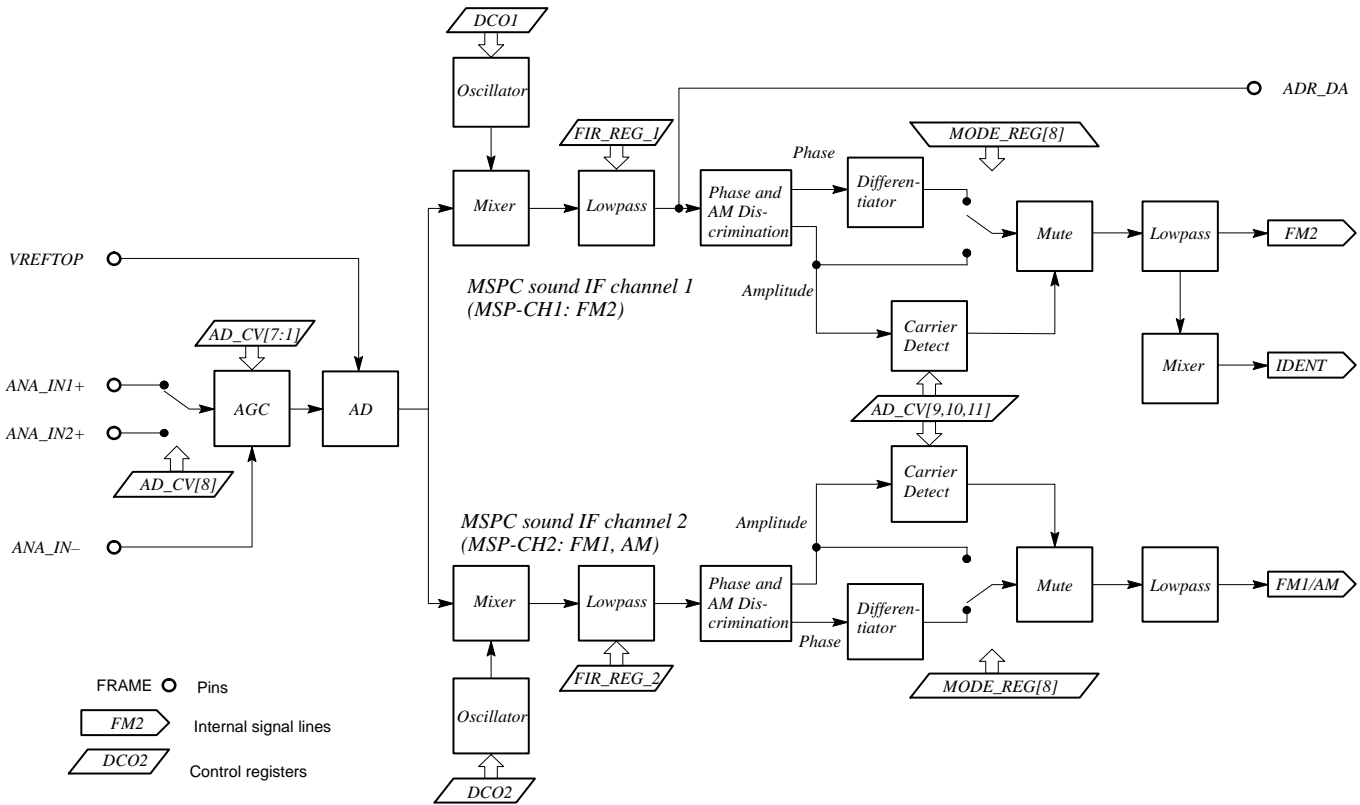 DCO1
Oscillator
ADR_DA
FIR_REG_1
MODE_REG[8]
Phase
Mixer
Lowpass
Phase and
AM Dis-
crimination
Differen-
tiator
Mute
Lowpass
FM2
VREFTOP
MSPC sound IF channel 1
(MSP-CH1: FM2)
Amplitude
AD_CV[7:1]
Carrier
Detect
Mixer
IDENT
ANA_IN1+
AGC
AD
AD_CV[9,10,11]
ANA_IN2+
AD_CV[8]
Carrier
Detect
MSPC sound IF channel 2
(MSP-CH2: FM1, AM)
Amplitude
ANA_IN–
Mixer
Lowpass
Phase and
AM Dis-
crimination
Differen-
tiator
Mute
Lowpass
FM1/AM
Phase
FIR_REG_2
MODE_REG[8]
FRAME Pins
Oscillator
FM2 Internal signal lines
DCO2 Control registers
DCO2